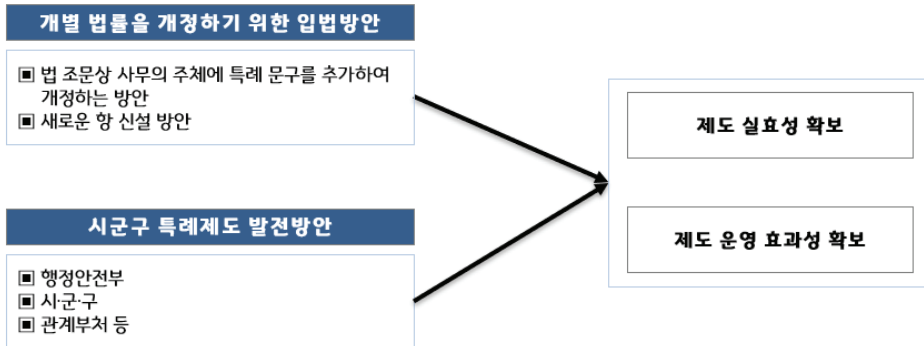 개별 법률을 개정하기 위한 입법방안
▣ 법 조문상 사무의 주체에 특례 문구를 추가하여
개정하는 방안
▣ 새로운 항 신설 방안
시군구 특례제도 발전방안
▣ 행정안전부
▣ 시·군·구
▣ 관계부처 등
제도 실효성 확보
제도 운영 효과성 확보